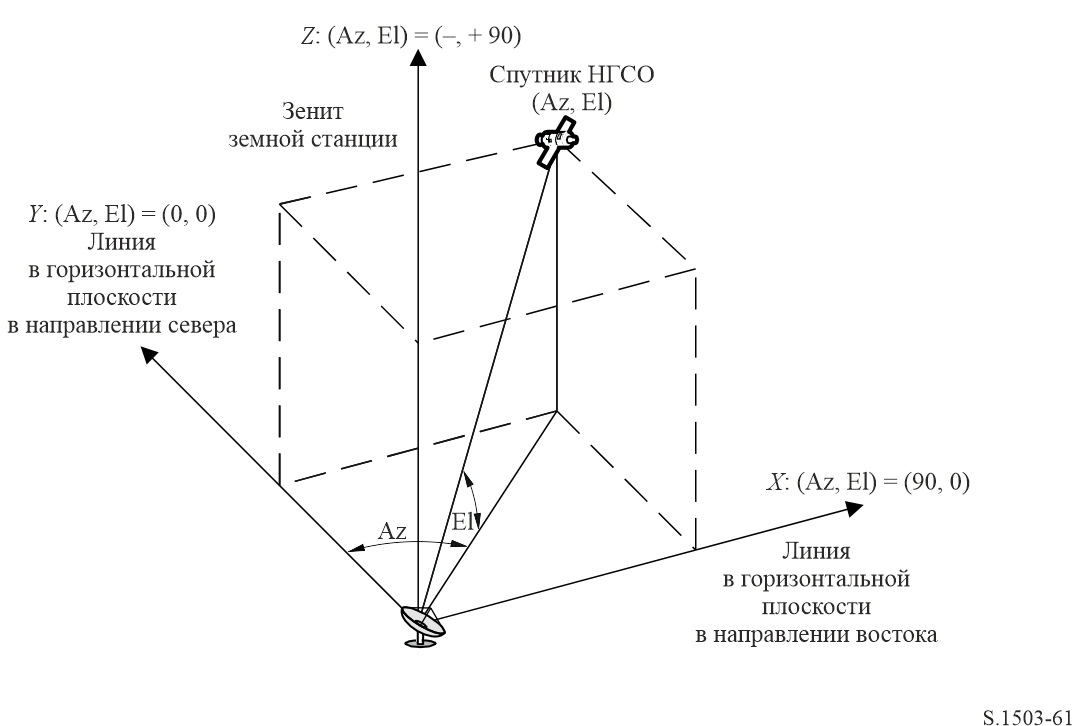 Z: (Az, El) = (–, + 90)
Спутник НГСО
(Az, El)
Зенит
земной станции
Y: (Az, El) = (0, 0)
Линия
в горизонтальной
плоскости
в направлении севера
X: (Az, El) = (90, 0)
Az
El
Линия
в горизонтальной
плоскости
в направлении востока
S.1503-61